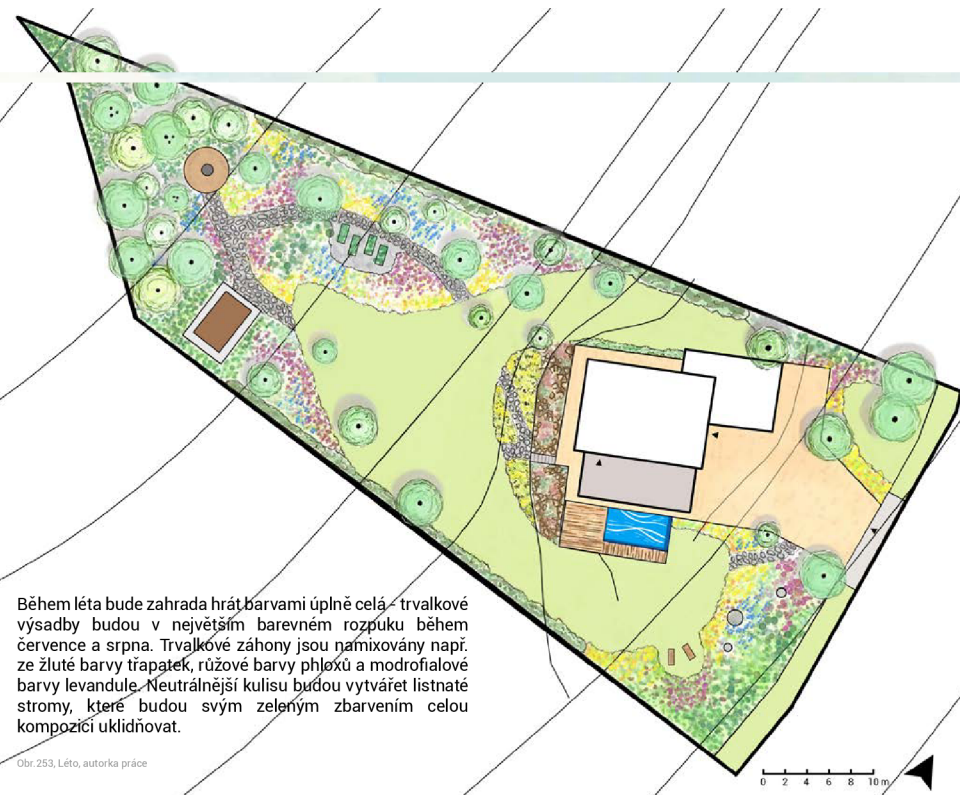 Během léta bude zahrada hrát barvami úplně celá - trvalkové
výsadby budou v největším barevném rozpuku během
července a srpna. Trvalkové záhony jsou namixovány např.
ze žluté barvy třapatek, růžové barvy phloxů a modrofialové
barvy levandule. Neutrálnější kulisu budou vytvářet listnaté
stromy, které budou svým zeleným zbarvením celou
kompozici uklidňovat.
Obr.253, Léto, autorka práce
0 2 4 6 8 10 m